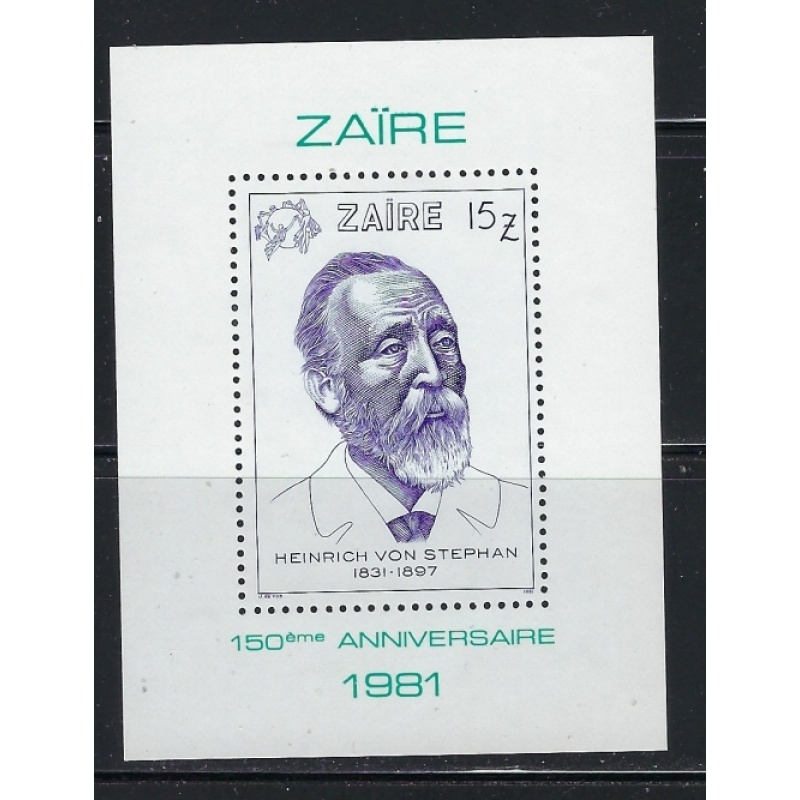 ZAÏRE
ZAÏRE 15Z
HEINRICH VON STEPHAN
1831-1897
150ème ANNIVERSAIRE
1981